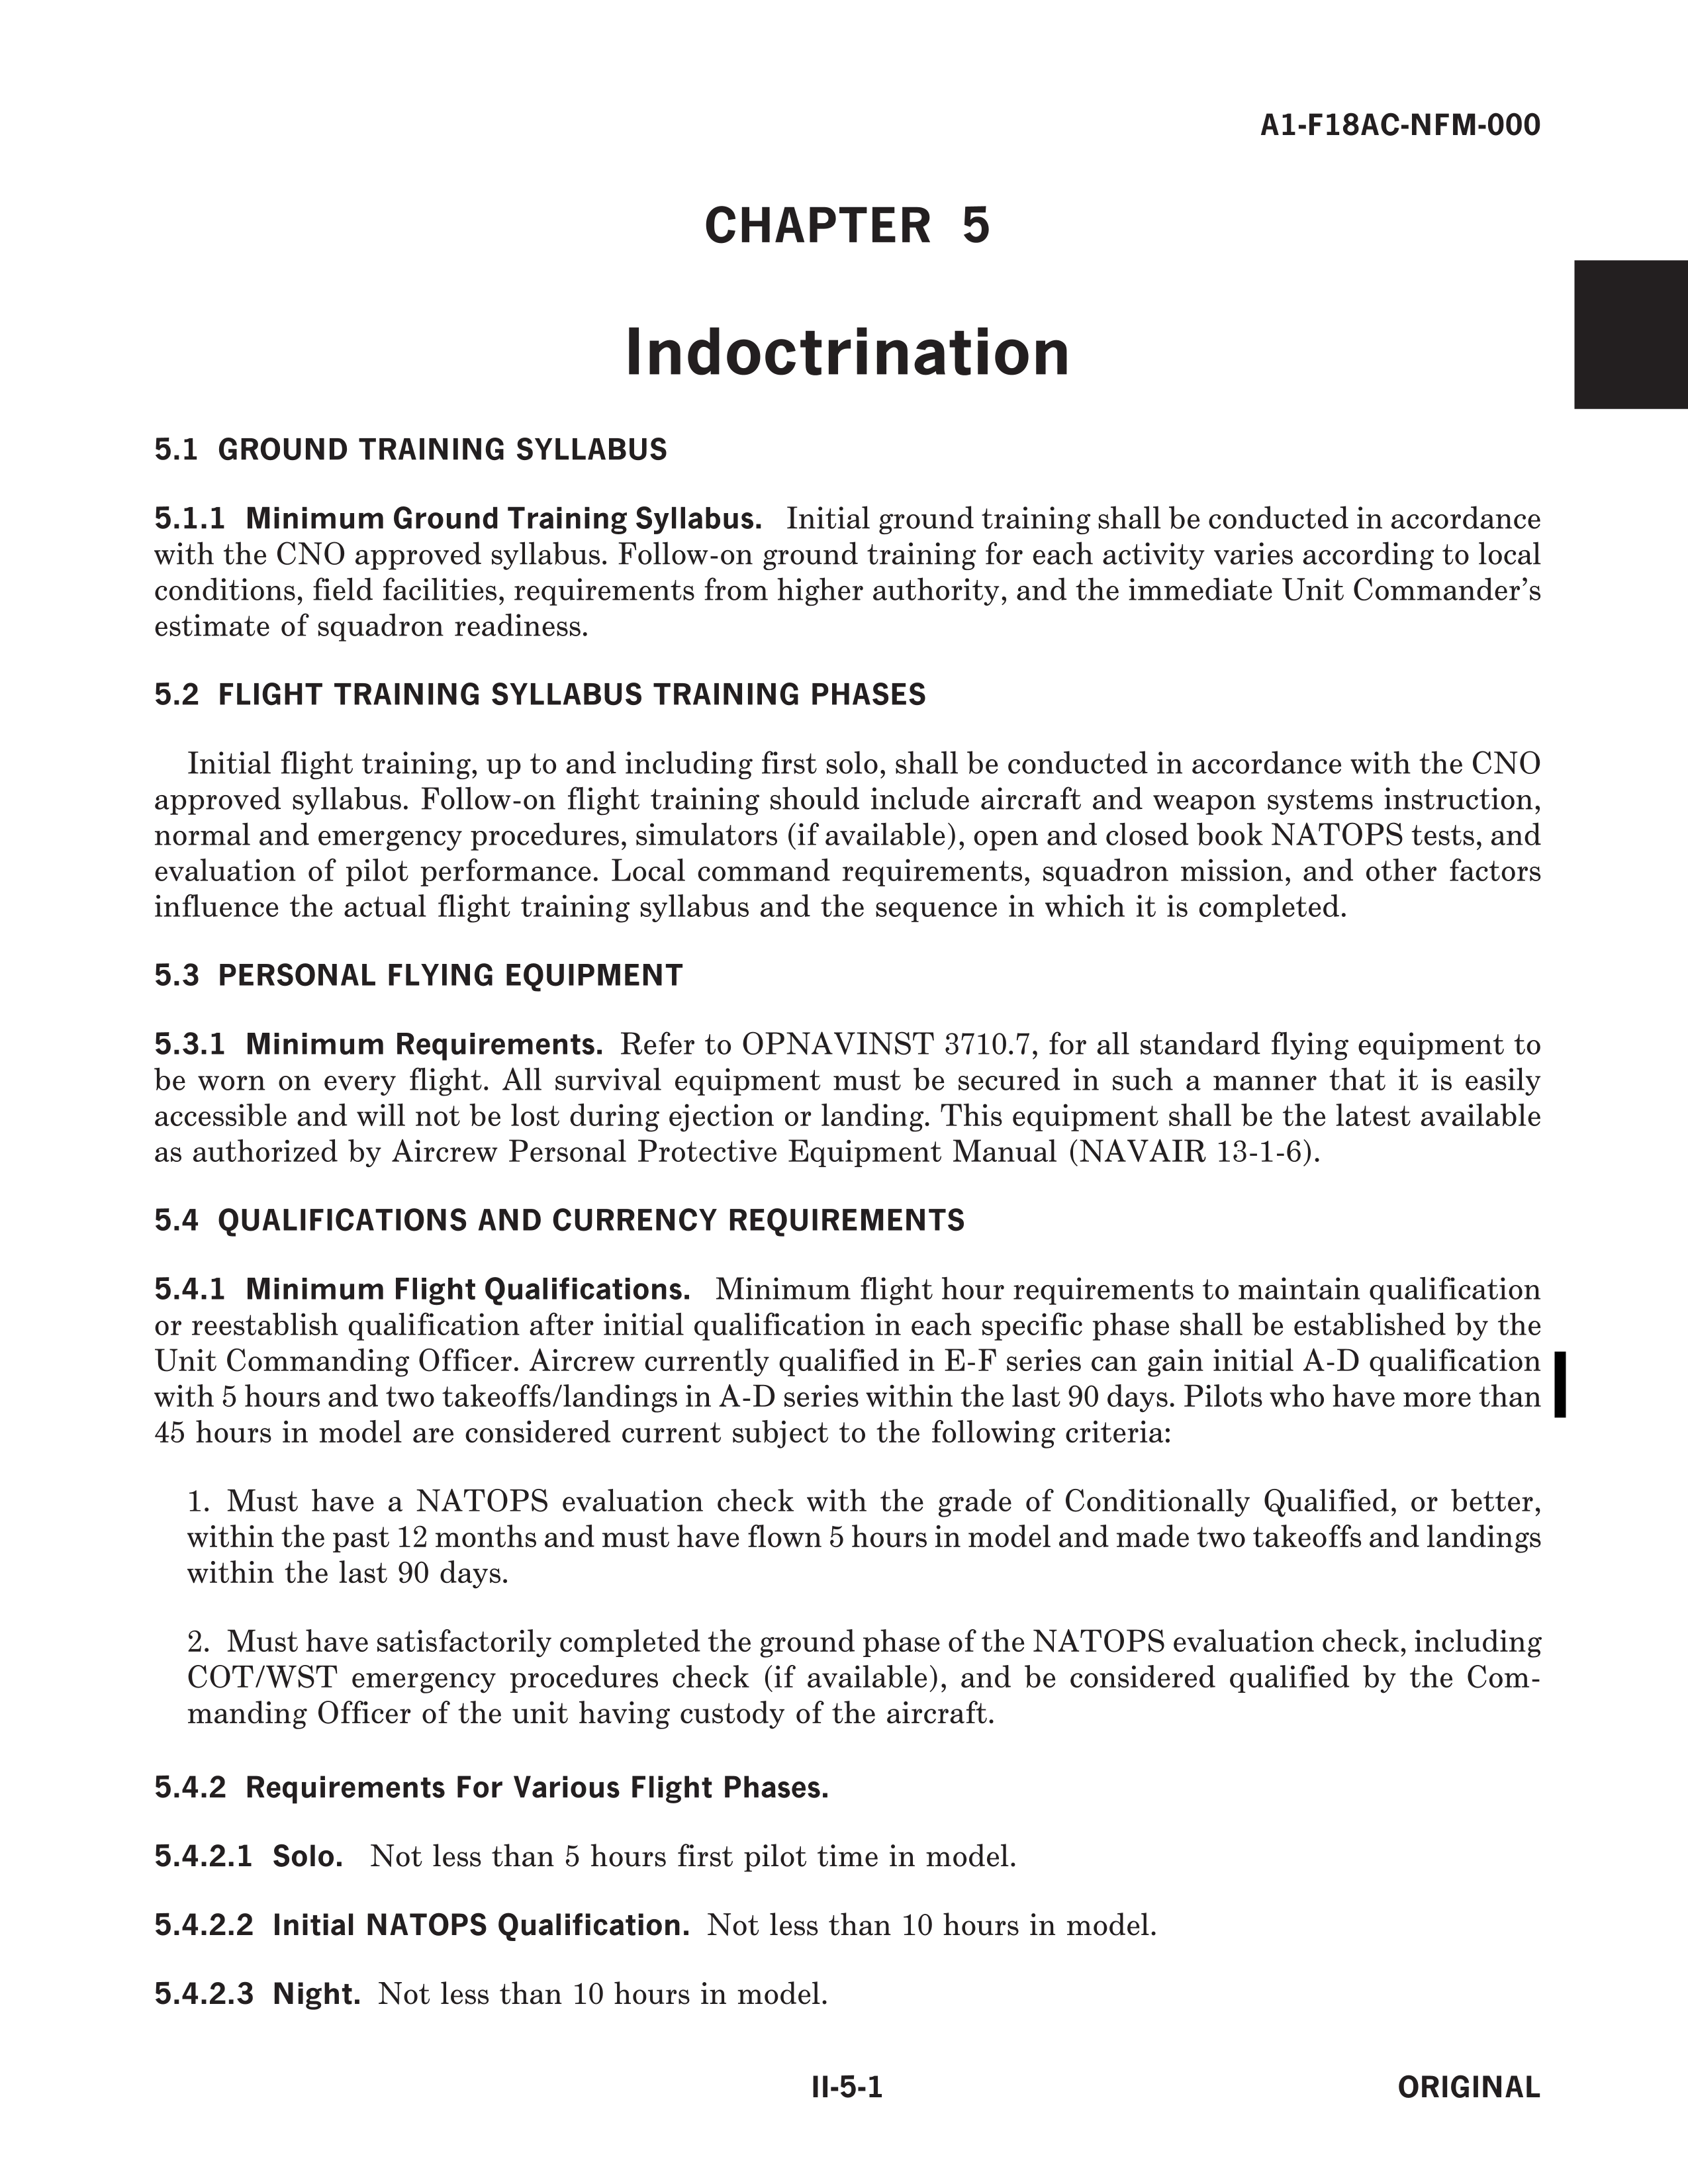 A1-F18AC-NFM-000
CHAPTER 5
Indoctrination
5.1 GROUND TRAINING SYLLABUS
5.1.1 Minimum Ground Training Syllabus. Initial ground training shall be conducted in accordance
with the CNO approved syllabus. Follow-on ground training for each activity varies according to local
conditions, field facilities, requirements from higher authority, and the immediate Unit Commander’s
estimate of squadron readiness.
5.2 FLIGHT TRAINING SYLLABUS TRAINING PHASES
Initial flight training, up to and including first solo, shall be conducted in accordance with the CNO
approved syllabus. Follow-on flight training should include aircraft and weapon systems instruction,
normal and emergency procedures, simulators (if available), open and closed book NATOPS tests, and
evaluation of pilot performance. Local command requirements, squadron mission, and other factors
influence the actual flight training syllabus and the sequence in which it is completed.
5.3 PERSONAL FLYING EQUIPMENT
5.3.1 Minimum Requirements. Refer to OPNAVINST 3710.7, for all standard flying equipment to
be worn on every flight. All survival equipment must be secured in such a manner that it is easily
accessible and will not be lost during ejection or landing. This equipment shall be the latest available
as authorized by Aircrew Personal Protective Equipment Manual (NAVAIR 13-1-6).
5.4 QUALIFICATIONS AND CURRENCY REQUIREMENTS
5.4.1 Minimum Flight Qualifications. Minimum flight hour requirements to maintain qualification
or reestablish qualification after initial qualification in each specific phase shall be established by the
Unit Commanding Officer. Aircrew currently qualified in E-F series can gain initial A-D qualification
with 5 hours and two takeoffs/landings in A-D series within the last 90 days. Pilots who have more than
45 hours in model are considered current subject to the following criteria:
1. Must have a NATOPS evaluation check with the grade of Conditionally Qualified, or better,
within the past 12 months and must have flown 5 hours in model and made two takeoffs and landings
within the last 90 days.
2. Must have satisfactorily completed the ground phase of the NATOPS evaluation check, including
COT/WST emergency procedures check (if available), and be considered qualified by the Com-
manding Officer of the unit having custody of the aircraft.
5.4.2 Requirements For Various Flight Phases.
5.4.2.1 Solo. Not less than 5 hours first pilot time in model.
5.4.2.2 Initial NATOPS Qualification. Not less than 10 hours in model.
5.4.2.3 Night. Not less than 10 hours in model.
II-5-1
ORIGINAL